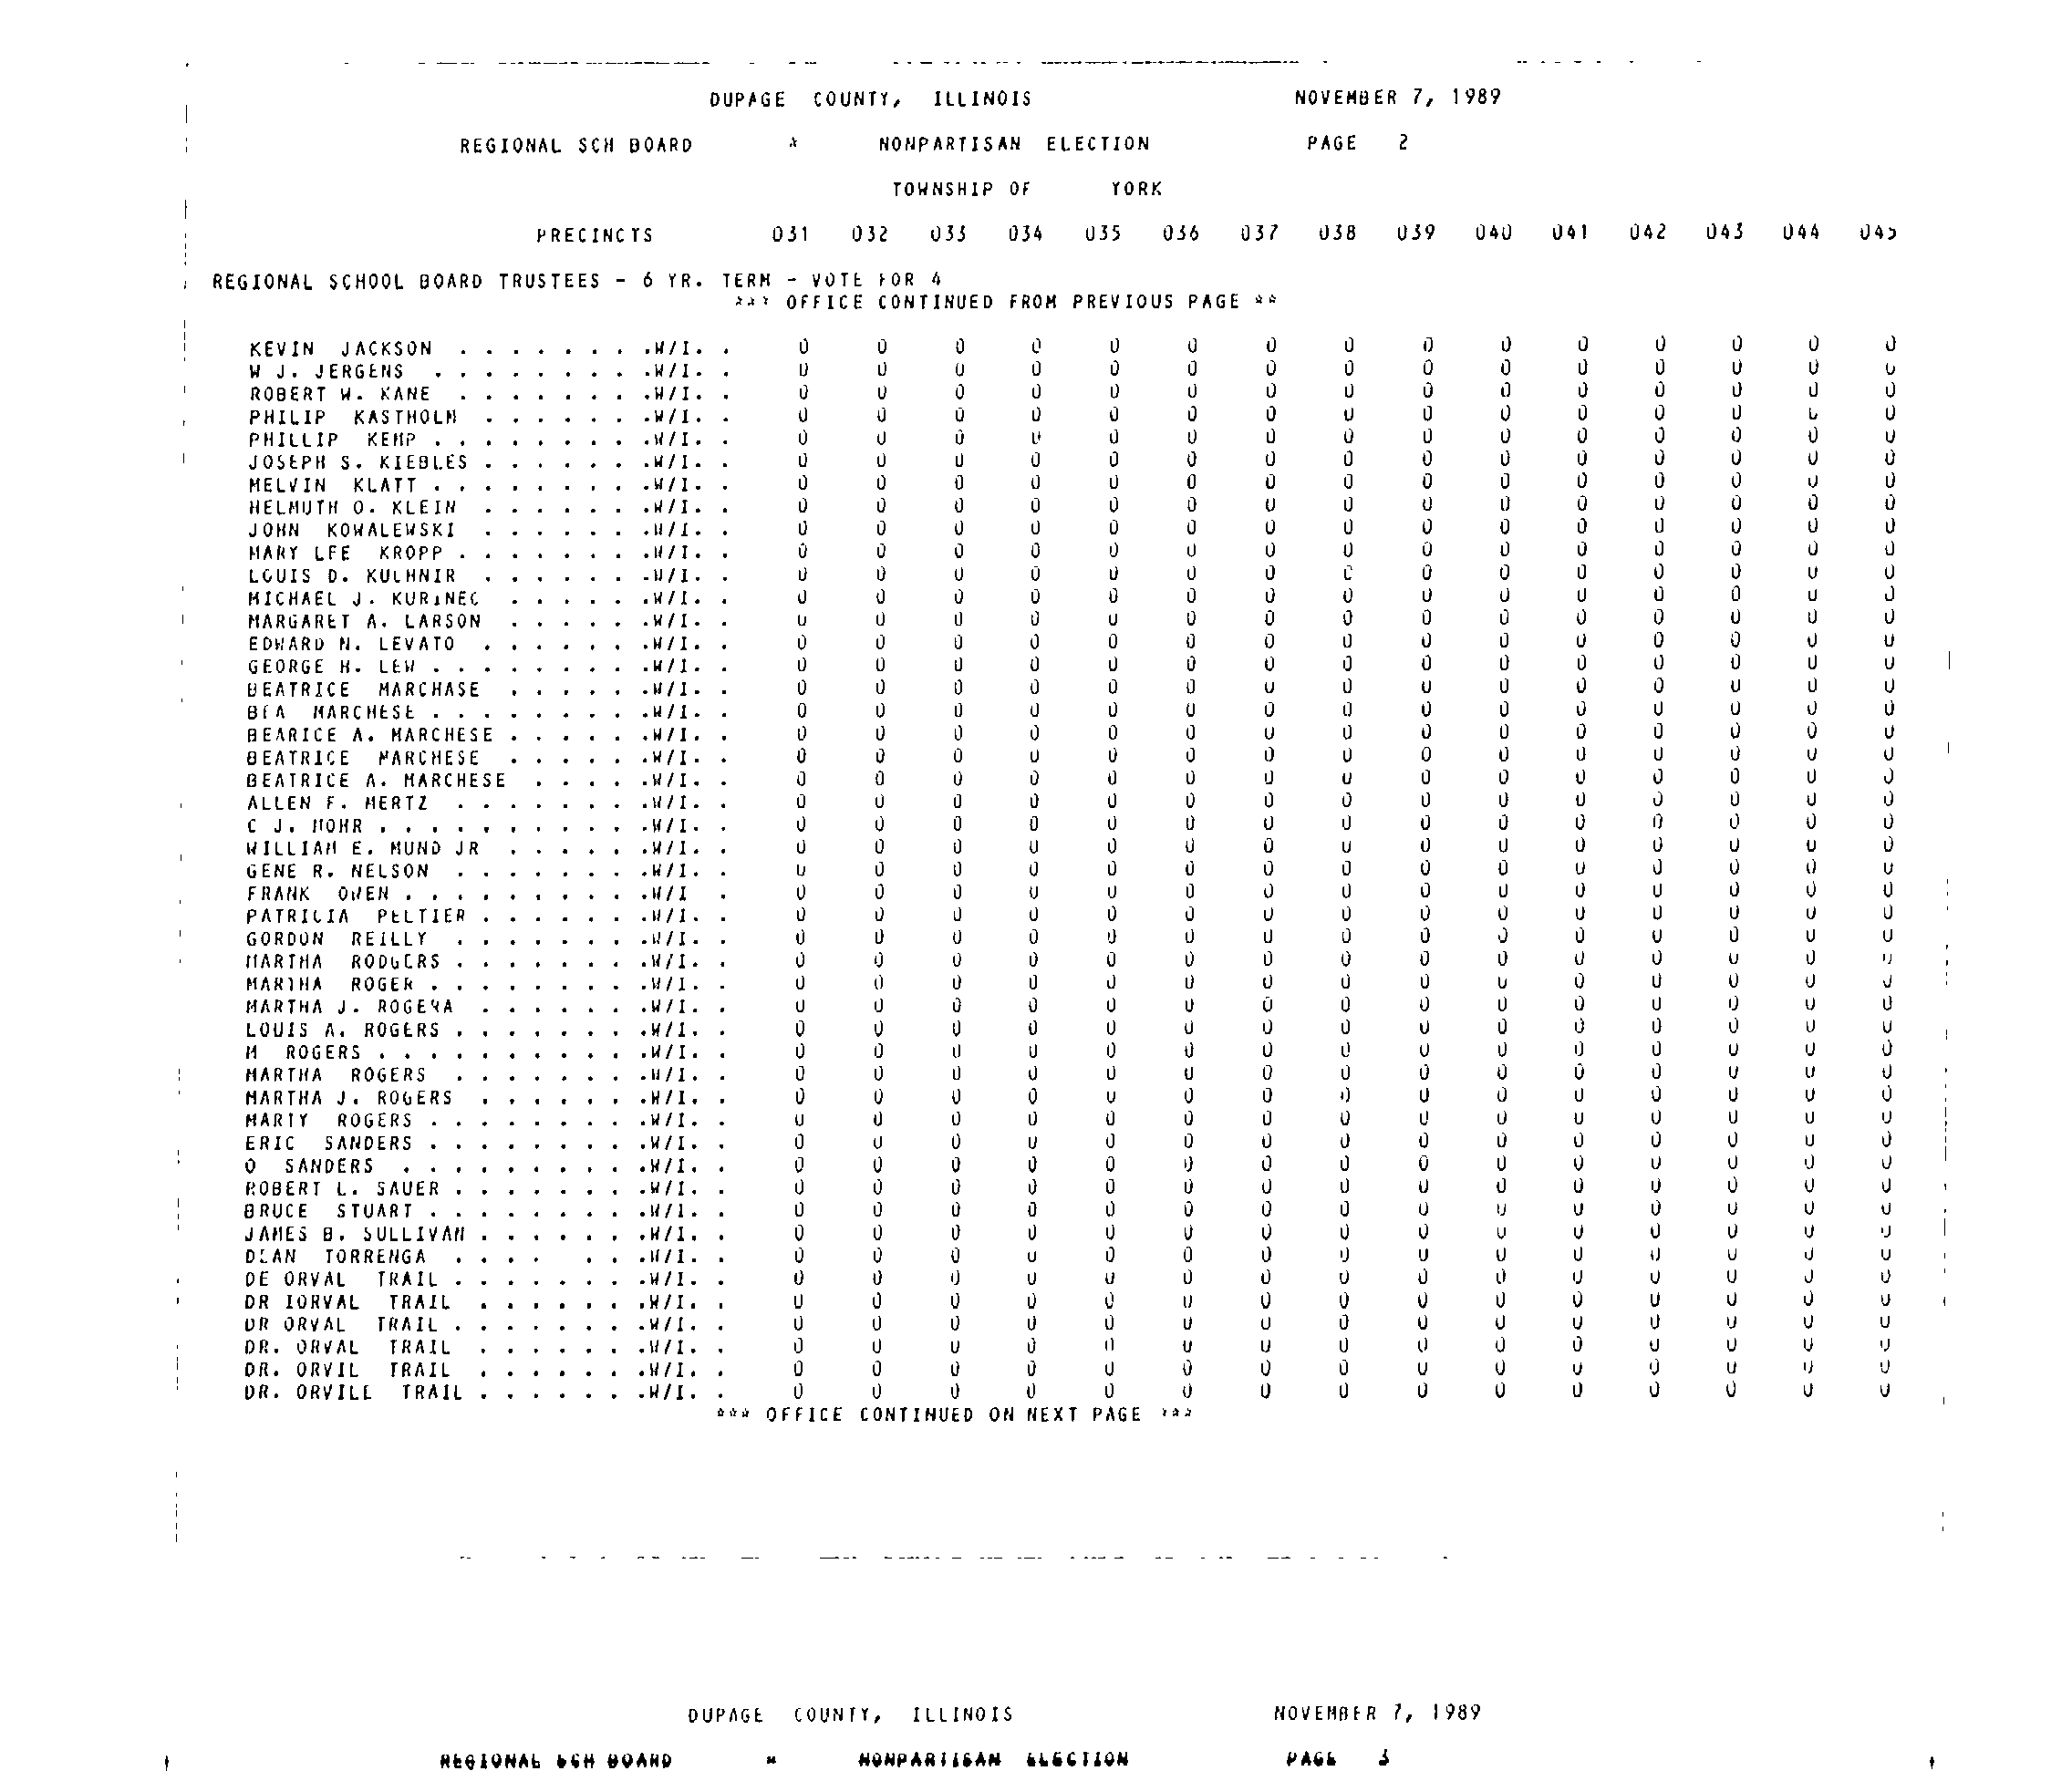 DUPAGE COUNTY, ILLINOIS NOVEMBER 7, 1989
REGIONAL SCH BOARD * NONPARTISAN ELECTION PAGE 2
TOWNSHIP OF YORK
PRECINCTS 031 032 033 034 035 036 037 038 039 040 041 042 043 044 045
REGIONAL SCHOOL BOARD TRUSTEES - 6 YR. TERM - VOTE FOR 4
*** OFFICE CONTINUED FROM PREVIOUS PAGE **
KEVIN JACKSON . . . . . . . .W/I. . 0 0 0 0 0 0 0 0 0 0 0 0 0 0 0
W J. JERGENS . . . . . . . . .W/I. . 0 0 0 0 0 0 0 0 0 0 0 0 0 0 0
ROBERT W. KANE . . . . . . . .W/I. . 0 0 0 0 0 0 0 0 0 0 0 0 0 0 0
PHILIP KASTHOLM . . . . . . .W/I. . 0 0 0 0 0 0 0 0 0 0 0 0 0 0 0
PHILLIP KEMP . . . . . . . . .W/I. . 0 0 0 0 0 0 0 0 0 0 0 0 0 0 0
JOSEPH S. KIEBLES . . . . . . .W/I. . 0 0 0 0 0 0 0 0 0 0 0 0 0 0 0
MELVIN KLATT . . . . . . . . .W/I. . 0 0 0 0 0 0 0 0 0 0 0 0 0 0 0
HELMUTH O. KLEIN . . . . . . .W/I. . 0 0 0 0 0 0 0 0 0 0 0 0 0 0 0
JOHN KOWALEWSKI . . . . . . .W/I. . 0 0 0 0 0 0 0 0 0 0 0 0 0 0 0
MARY LEE KROPP . . . . . . . .W/I. . 0 0 0 0 0 0 0 0 0 0 0 0 0 0 0
LOUIS D. KUCHNIR . . . . . . .W/I. . 0 0 0 0 0 0 0 0 0 0 0 0 0 0 0
MICHAEL J. KURINEC . . . . . .W/I. . 0 0 0 0 0 0 0 0 0 0 0 0 0 0 0
MARGARET A. LARSON . . . . . .W/I. . 0 0 0 0 0 0 0 0 0 0 0 0 0 0 0
EDWARD N. LEVATO . . . . . . .W/I. . 0 0 0 0 0 0 0 0 0 0 0 0 0 0 0
GEORGE H. LEW . . . . . . . . .W/I. . 0 0 0 0 0 0 0 0 0 0 0 0 0 0 0
BEATRICE MARCHASE . . . . . .W/I. . 0 0 0 0 0 0 0 0 0 0 0 0 0 0 0
BEA MARCHESE . . . . . . . . .W/I. . 0 0 0 0 0 0 0 0 0 0 0 0 0 0 0
BEARICE A. MARCHESE . . . . . .W/I. . 0 0 0 0 0 0 0 0 0 0 0 0 0 0 0
BEATRICE MARCHESE . . . . . .W/I. . 0 0 0 0 0 0 0 0 0 0 0 0 0 0 0
BEATRICE A. MARCHESE . . . . .W/I. . 0 0 0 0 0 0 0 0 0 0 0 0 0 0 0
ALLEN F. MERTZ . . . . . . . .W/I. . 0 0 0 0 0 0 0 0 0 0 0 0 0 0 0
C J. MOHR . . . . . . . . . . .W/I. . 0 0 0 0 0 0 0 0 0 0 0 0 0 0 0
WILLIAM E. MUND JR . . . . . .W/I. . 0 0 0 0 0 0 0 0 0 0 0 0 0 0 0
GENE R. NELSON . . . . . . . .W/I. . 0 0 0 0 0 0 0 0 0 0 0 0 0 0 0
FRANK OWEN . . . . . . . . . .W/I . 0 0 0 0 0 0 0 0 0 0 0 0 0 0 0
PATRICIA PELTIER . . . . . . .W/I. . 0 0 0 0 0 0 0 0 0 0 0 0 0 0 0
GORDON REILLY . . . . . . . .W/I. . 0 0 0 0 0 0 0 0 0 0 0 0 0 0 0
MARTHA RODGERS . . . . . . . .W/I. . 0 0 0 0 0 0 0 0 0 0 0 0 0 0 0
MARTHA ROGER . . . . . . . . .W/I. . 0 0 0 0 0 0 0 0 0 0 0 0 0 0 0
MARTHA J. ROGERA . . . . . . .W/I. . 0 0 0 0 0 0 0 0 0 0 0 0 0 0 0
LOUIS A. ROGERS . . . . . . . .W/I. . 0 0 0 0 0 0 0 0 0 0 0 0 0 0 0
M ROGERS . . . . . . . . . . .W/I. . 0 0 0 0 0 0 0 0 0 0 0 0 0 0 0
MARTHA ROGERS . . . . . . . .W/I. . 0 0 0 0 0 0 0 0 0 0 0 0 0 0 0
MARTHA J. ROGERS . . . . . . .W/I. . 0 0 0 0 0 0 0 0 0 0 0 0 0 0 0
MARTY ROGERS . . . . . . . . .W/I. . 0 0 0 0 0 0 0 0 0 0 0 0 0 0 0
ERIC SANDERS . . . . . . . . .W/I. . 0 0 0 0 0 0 0 0 0 0 0 0 0 0 0
O SANDERS . . . . . . . . . .W/I. . 0 0 0 0 0 0 0 0 0 0 0 0 0 0 0
ROBERT L. SAUER . . . . . . . .W/I. . 0 0 0 0 0 0 0 0 0 0 0 0 0 0 0
BRUCE STUART . . . . . . . . .W/I. . 0 0 0 0 0 0 0 0 0 0 0 0 0 0 0
JAMES B. SULLIVAN . . . . . . .W/I. . 0 0 0 0 0 0 0 0 0 0 0 0 0 0 0
DEAN TORRENGA . . . . . . .W/I. . 0 0 0 0 0 0 0 0 0 0 0 0 0 0 0
DE ORVAL TRAIL . . . . . . . .W/I. . 0 0 0 0 0 0 0 0 0 0 0 0 0 0 0
DR IORVAL TRAIL . . . . . . .W/I. . 0 0 0 0 0 0 0 0 0 0 0 0 0 0 0
DR ORVAL TRAIL . . . . . . . .W/I. . 0 0 0 0 0 0 0 0 0 0 0 0 0 0 0
DR. ORVAL TRAIL . . . . . . .W/I. . 0 0 0 0 0 0 0 0 0 0 0 0 0 0 0
DR. ORVIL TRAIL . . . . . . .W/I. . 0 0 0 0 0 0 0 0 0 0 0 0 0 0 0
DR. ORVILL TRAIL . . . . . . .W/I. . 0 0 0 0 0 0 0 0 0 0 0 0 0 0 0
*** OFFICE CONTINUED ON NEXT PAGE ***
DUPAGE COUNTY, ILLINOIS NOVEMBER 7, 1989
REGIONAL SCH BOARD * NONPARTISAN ELECTION PAGE 3